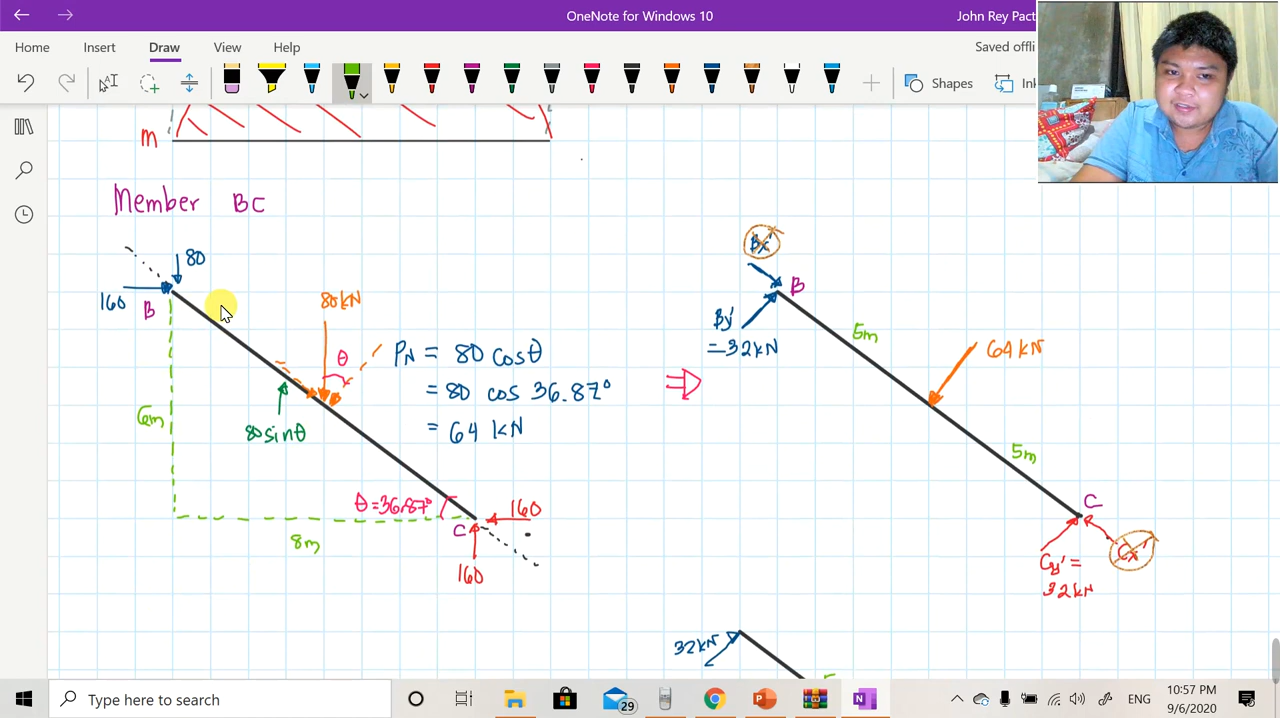 OneNote for Windows 10
John Rey Pact
Home Insert Draw View Help
Saved offli
Shapes
Ink
m
Member BC
80
160
B
80kN
θ
PN = 80 cosθ
= 80 cos 36.87°
= 64 kN
80sinθ
6m
θ=36.87°
8m
C
160
160
Bx'
B
By'
=32kN
5m
64 kN
5m
C
Cy' =
32kN
Cx'
32kN
Type here to search
29
ENG
10:57 PM
9/6/2020